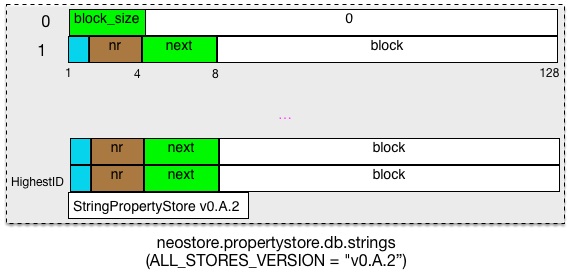 0 block_size 0
1 nr next block
1 4 8 128
...
nr next block
HighestID nr next block
StringPropertyStore v0.A.2
neostore.propertystore.db.strings
(ALL_STORES_VERSION = "v0.A.2”)